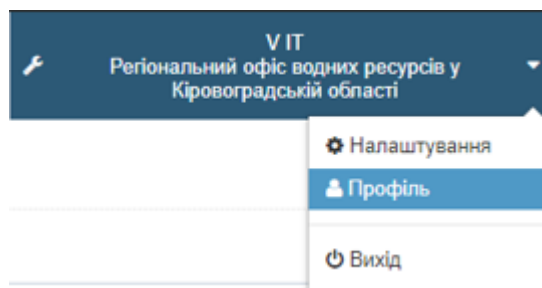 V IT
Регіональний офіс водних ресурсів у
Кіровоградській області
Налаштування
Профіль
Вихід